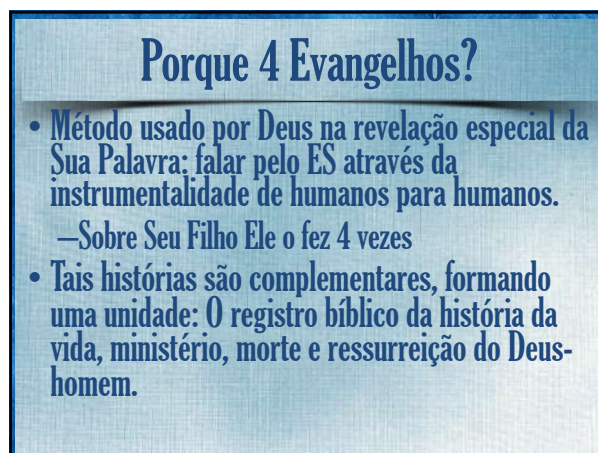 Porque 4 Evangelhos?
• Método usado por Deus na revelação especial da
Sua Palavra: falar pelo ES através da
instrumentalidade de humanos para humanos.
–Sobre Seu Filho Ele o fez 4 vezes
• Tais histórias são complementares, formando
uma unidade: O registro bíblico da história da
vida, ministério, morte e ressurreição do Deus-
homem.